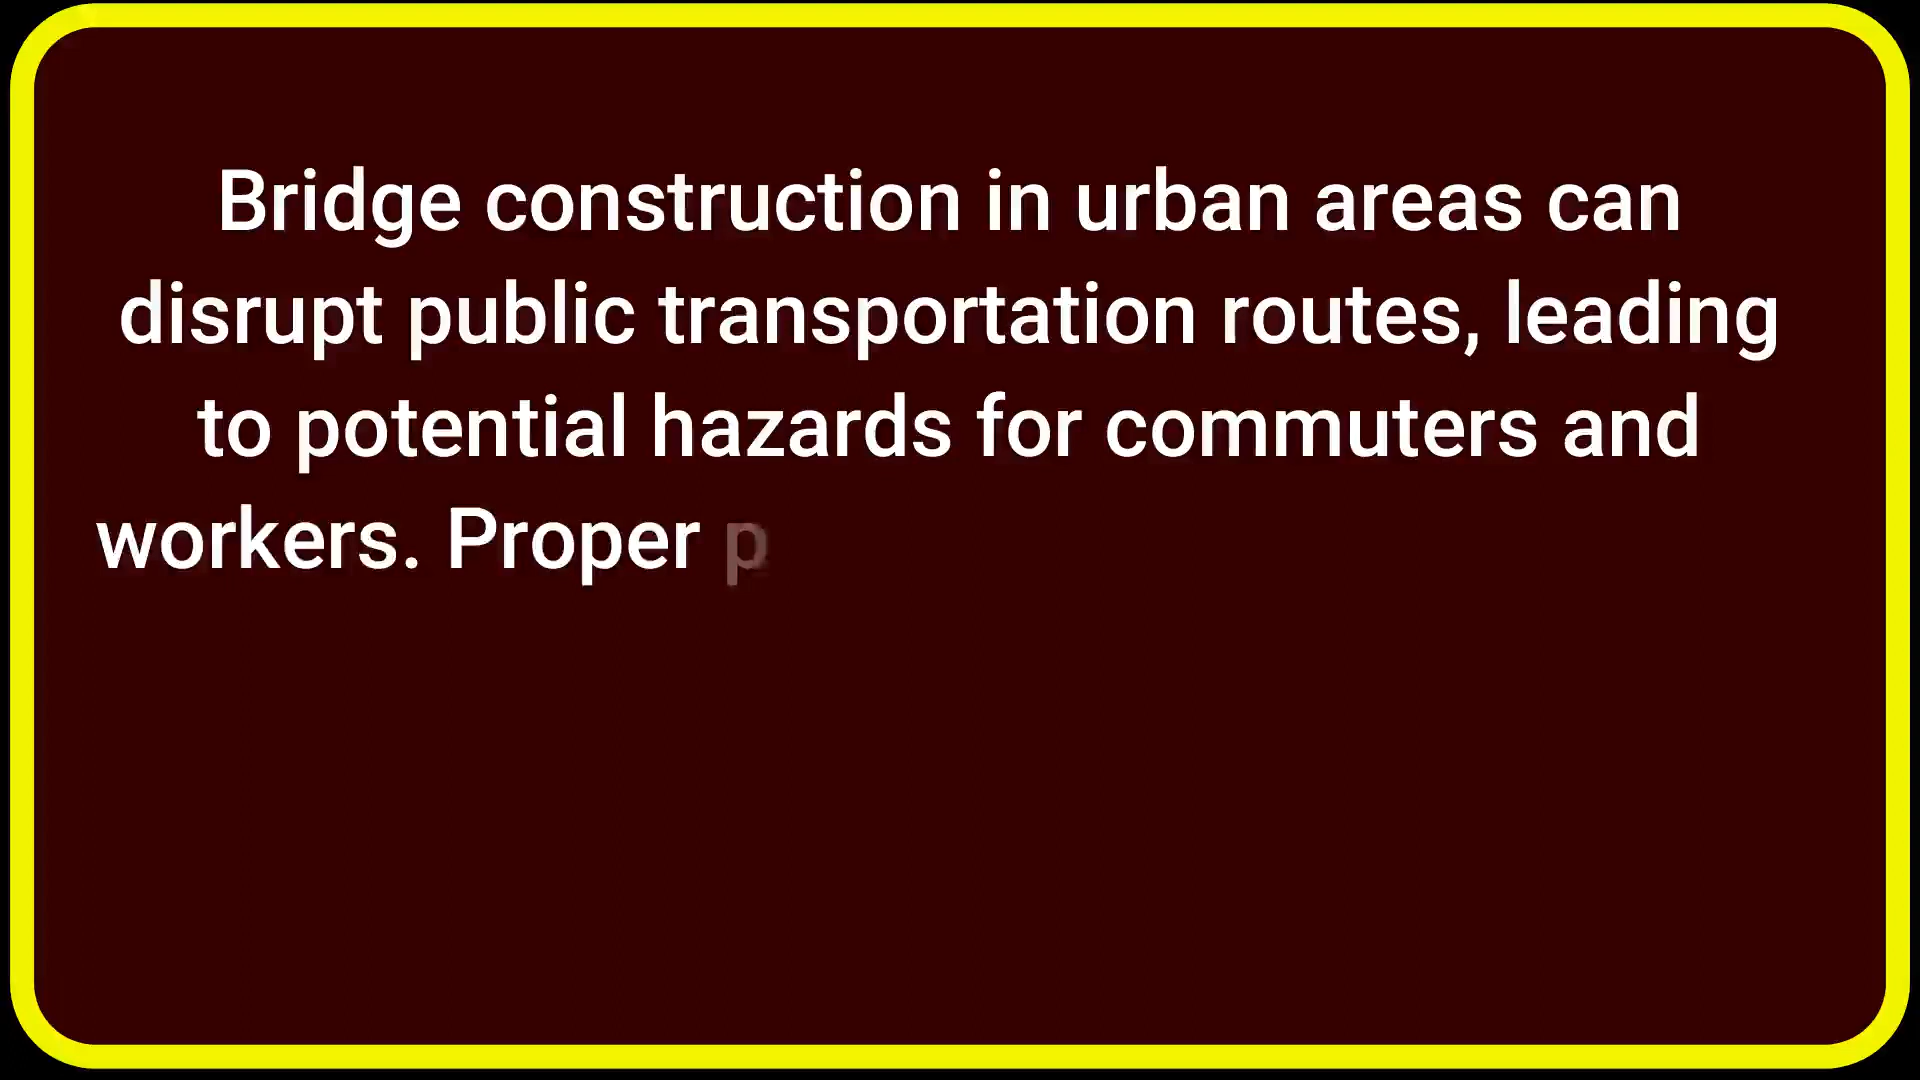 Bridge construction in urban areas can
disrupt public transportation routes, leading
to potential hazards for commuters and
workers. Proper p